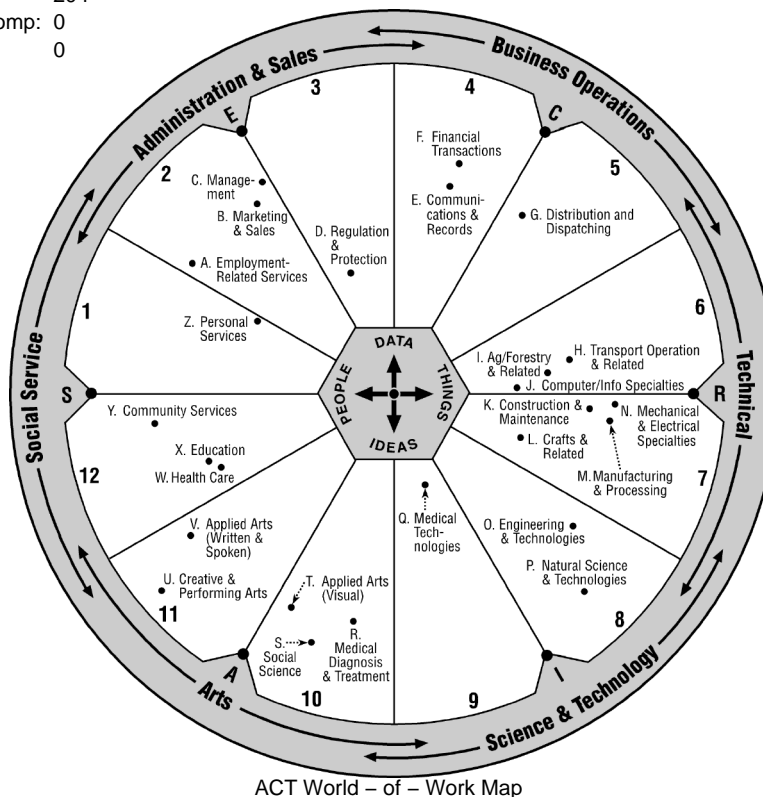 omp: 0
0
Administration & Sales
Business Operations
Technical
Science & Technology
Arts
Social Service
E
C
R
I
A
S
1
2
3
4
5
6
7
8
9
10
11
12
DATA
THINGS
IDEAS
PEOPLE
C. Manage-
ment
B. Marketing
& Sales
A. Employment-
Related Services
Z. Personal
Services
D. Regulation
&
Protection
F. Financial
Transactions
E. Communi-
cations &
Records
G. Distribution and
Dispatching
H. Transport Operation
& Related
I. Ag/Forestry
& Related
J. Computer/Info Specialties
K. Construction &
Maintenance
N. Mechanical
& Electrical
Specialties
L. Crafts &
Related
M. Manufacturing
& Processing
O. Engineering
& Technologies
P. Natural Science
& Technologies
Q. Medical
Tech-
nologies
R.
Medical
Diagnosis
& Treatment
S.
Social
Science
T. Applied Arts
(Visual)
U. Creative &
Performing Arts
V. Applied Arts
(Written &
Spoken)
W. Health Care
X. Education
Y. Community Services
ACT World – of – Work Map